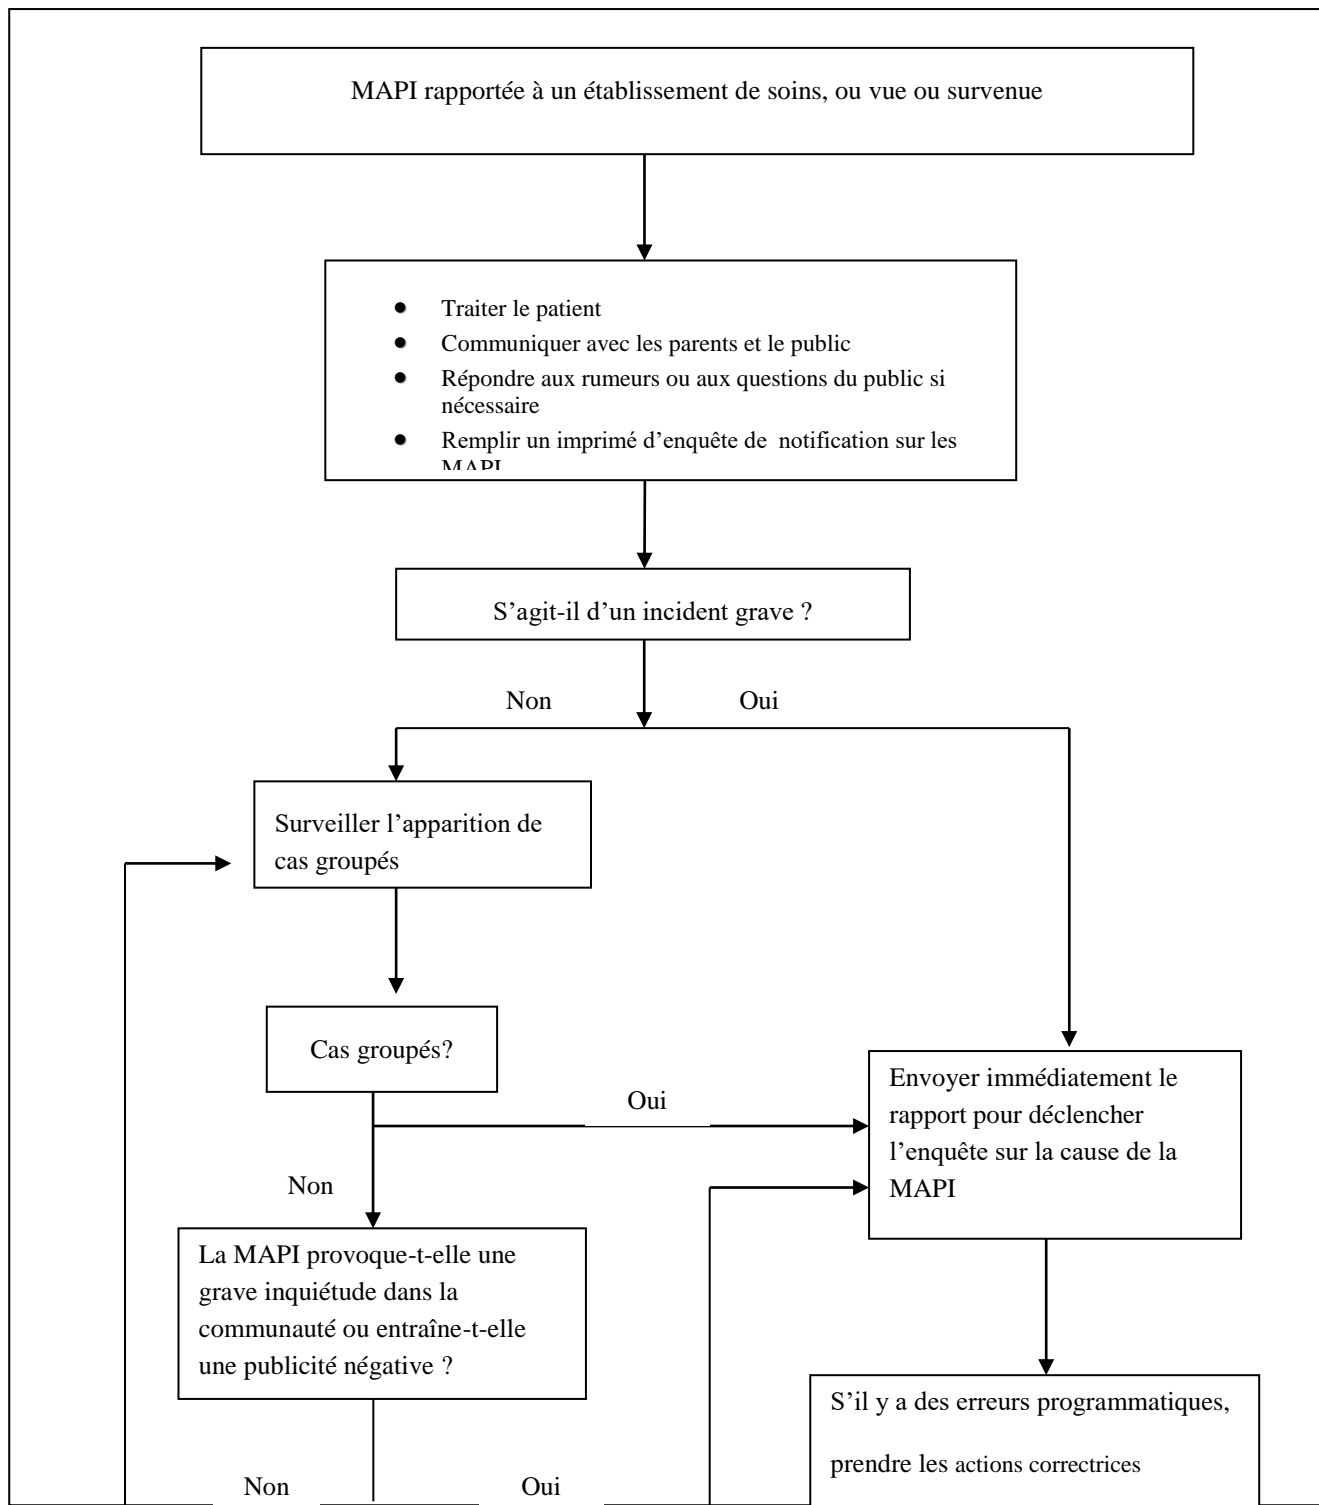 MAPI rapportée à un établissement de soins, ou vue ou survenue
• Traiter le patient
• Communiquer avec les parents et le public
• Répondre aux rumeurs ou aux questions du public si
nécessaire
• Remplir un imprimé d’enquête de notification sur les
MAPI
S’agit-il d’un incident grave ?
Non
Oui
Surveiller l’apparition de
cas groupés
Cas groupés?
Oui
Envoyer immédiatement le
rapport pour déclencher
l’enquête sur la cause de la
MAPI
Non
La MAPI provoque-t-elle une
grave inquiétude dans la
communauté ou entraîne-t-elle
une publicité négative ?
S’il y a des erreurs programmatiques,
prendre les actions correctrices
Non
Oui